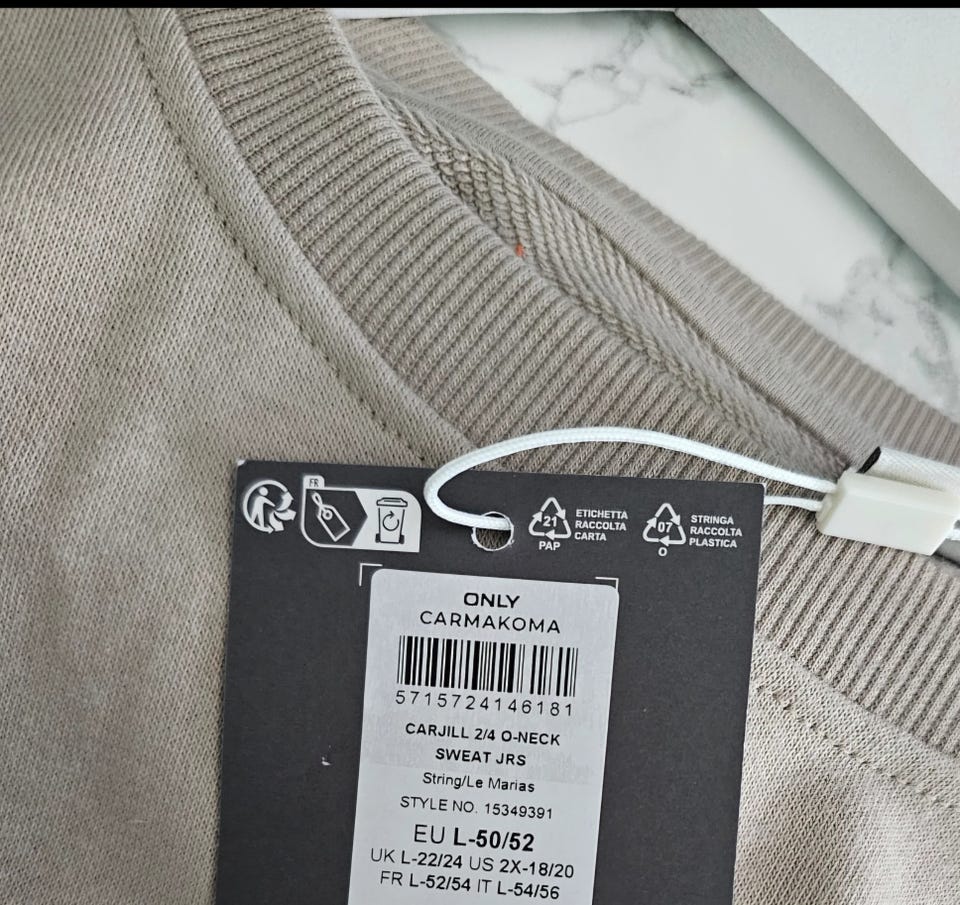 FR
21
PAP
ETICHETTA
RACCOLTA
CARTA
07
O
STRINGA
RACCOLTA
PLASTICA
ONLY
CARMAKOMA
5715724146181
CARJILL 2/4 O-NECK
SWEAT JRS
String/Le Marias
STYLE NO. 15349391
EU L-50/52
UK L-22/24 US 2X-18/20
FR L-52/54 IT L-54/56